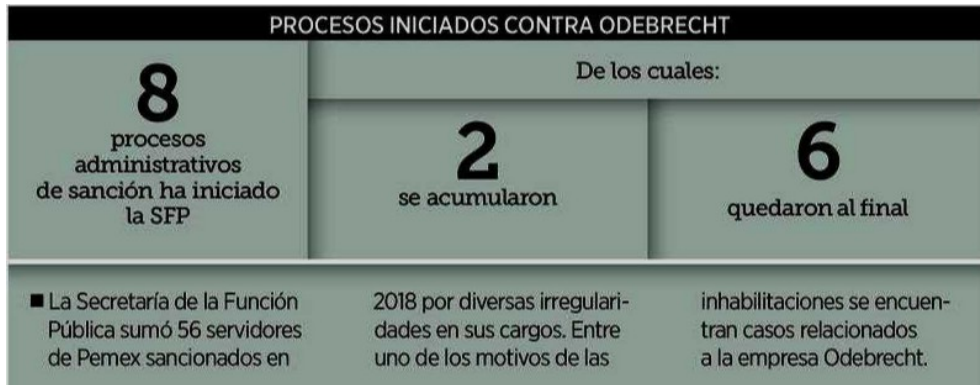 PROCESOS INICIADOS CONTRA ODEBRECHT
8
procesos
administrativos
de sanción ha iniciado
la SFP
De los cuales:
2
se acumularon
6
quedaron al final
■ La Secretaría de la Función
Pública sumó 56 servidores
de Pemex sancionados en
2018 por diversas irregulari-
dades en sus cargos. Entre
uno de los motivos de las
inhabilitaciones se encuen-
tran casos relacionados
a la empresa Odebrecht.